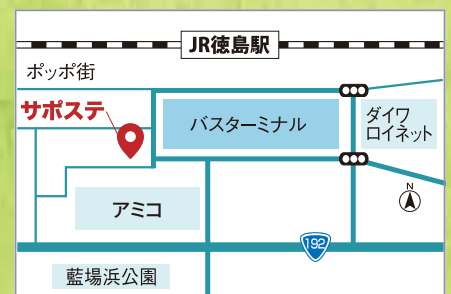 JR徳島駅
ポッポ街
サポステ
バスターミナル
ダイワ
ロイネット
アミコ
N
192
藍場浜公園